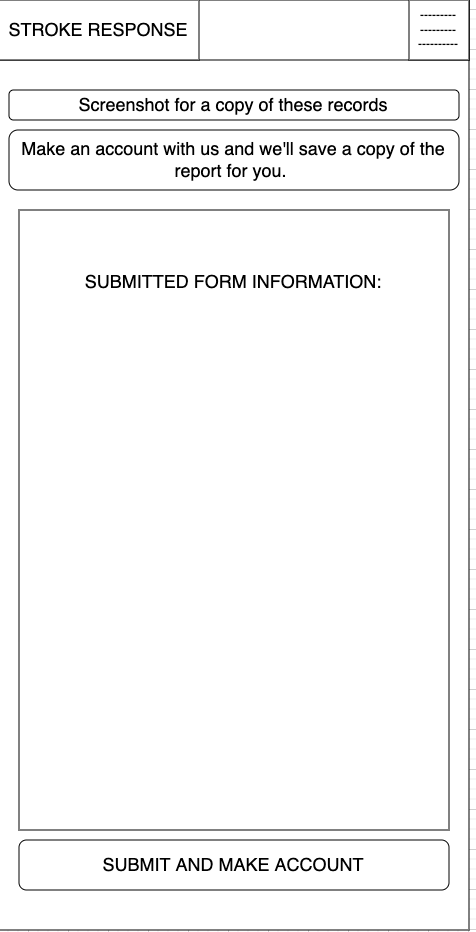 STROKE RESPONSE
---------
---------
----------
Screenshot for a copy of these records
Make an account with us and we'll save a copy of the
report for you.
SUBMITTED FORM INFORMATION:
SUBMIT AND MAKE ACCOUNT